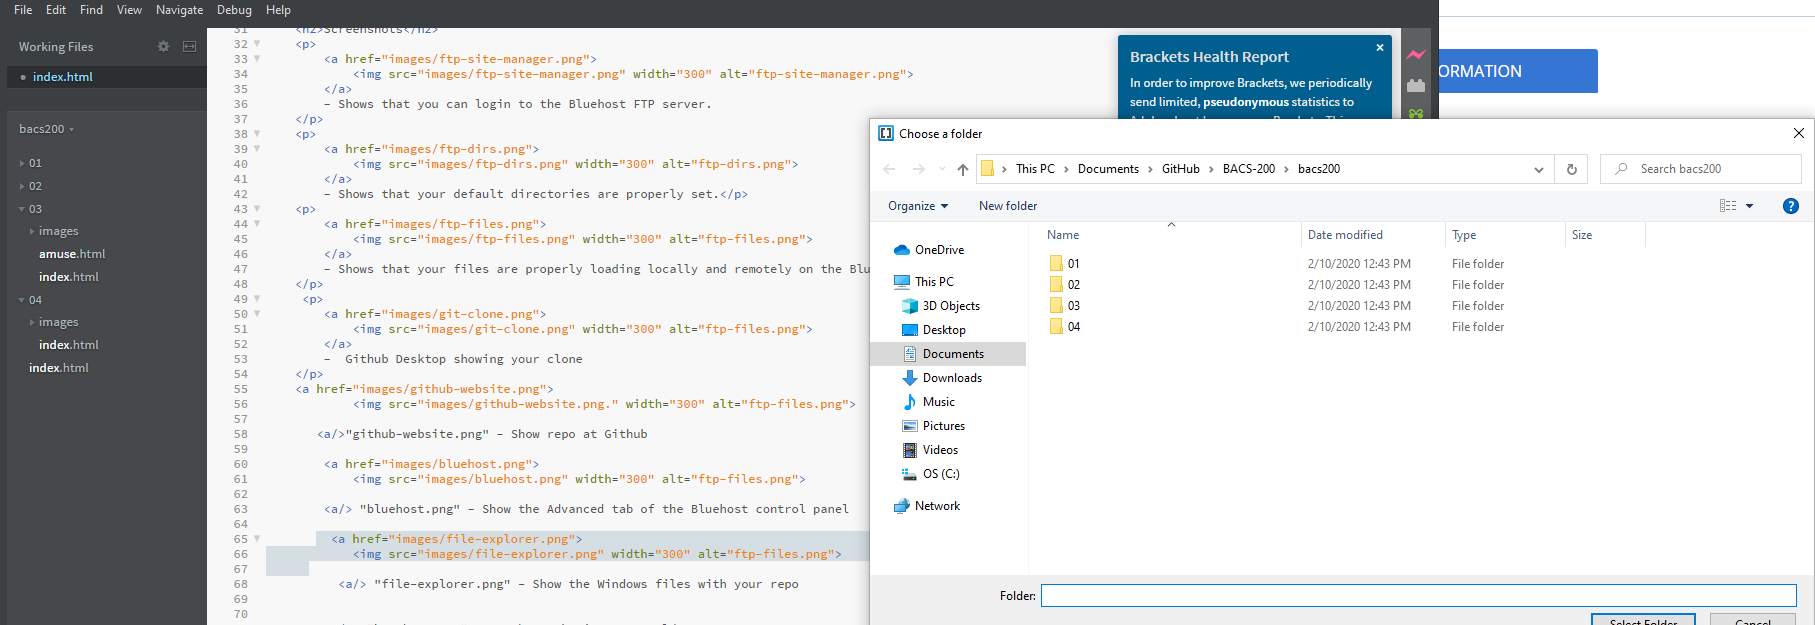 File Edit Find View Navigate Debug Help
Working Files
index.html
bacs200
01
02
03
images
amuse.html
index.html
04
images
index.html
index.html
31 <h2>Screenshots</h2>
32 <p>
33 <a href="images/ftp-site-manager.png">
34 <img src="images/ftp-site-manager.png" width="300" alt="ftp-site-manager.png">
35 </a>
36 - Shows that you can login to the Bluehost FTP server.
37 </p>
38 <p>
39 <a href="images/ftp-dirs.png">
40 <img src="images/ftp-dirs.png" width="300" alt="ftp-dirs.png">
41 </a>
42 - Shows that your default directories are properly set.</p>
43 <p>
44 <a href="images/ftp-files.png">
45 <img src="images/ftp-files.png" width="300" alt="ftp-files.png">
46 </a>
47 - Shows that your files are properly loading locally and remotely on the Blu
48 </p>
49 <p>
50 <a href="images/git-clone.png">
51 <img src="images/git-clone.png" width="300" alt="ftp-files.png">
52 </a>
53 - Github Desktop showing your clone
54 </p>
55 <a href="images/github-website.png">
56 <img src="images/github-website.png." width="300" alt="ftp-files.png">
57
58 <a/>"github-website.png" - Show repo at Github
59
60 <a href="images/bluehost.png">
61 <img src="images/bluehost.png" width="300" alt="ftp-files.png">
62
63 <a/> "bluehost.png" - Show the Advanced tab of the Bluehost control panel
64
65 <a href="images/file-explorer.png">
66 <img src="images/file-explorer.png" width="300" alt="ftp-files.png">
67
68 <a/> "file-explorer.png" - Show the Windows files with your repo
69
70
Brackets Health Report ×
In order to improve Brackets, we periodically
send limited, pseudonymous statistics to
ORMATION
Choose a folder
This PC > Documents > GitHub > BACS-200 > bacs200
Search bacs200
Organize New folder
OneDrive
This PC
3D Objects
Desktop
Documents
Downloads
Music
Pictures
Videos
OS (C:)
Network
Name Date modified Type Size
01 2/10/2020 12:43 PM File folder
02 2/10/2020 12:43 PM File folder
03 2/10/2020 12:43 PM File folder
04 2/10/2020 12:43 PM File folder
Folder:
Select Folder Cancel